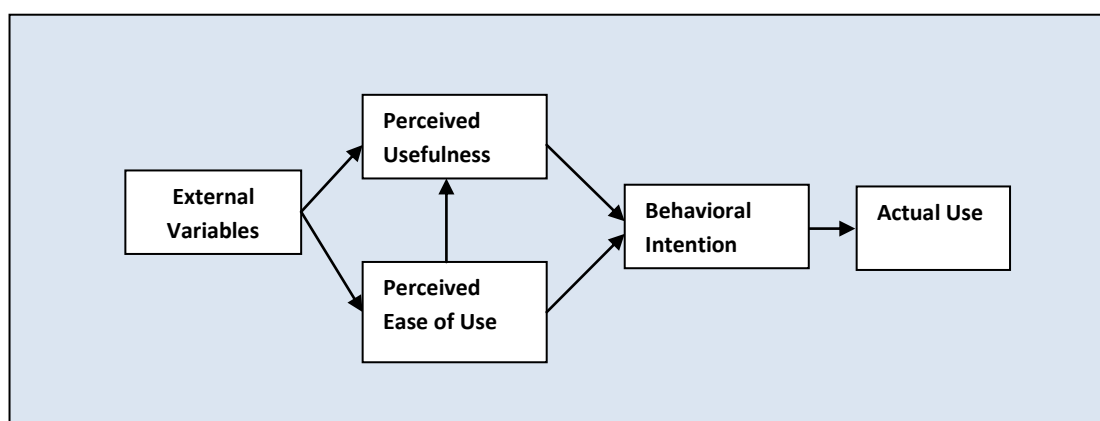 External
Variables
Perceived
Usefulness
Perceived
Ease of Use
Behavioral
Intention
Actual Use